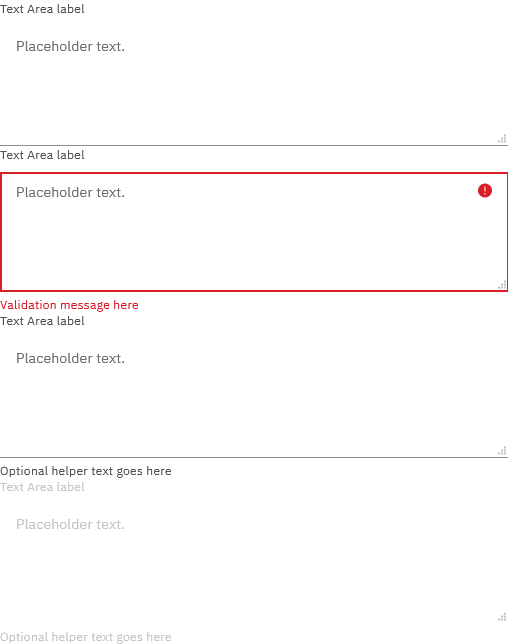 Text Area label
Placeholder text.
Text Area label
Placeholder text.
Validation message here
Text Area label
Placeholder text.
Optional helper text goes here
Text Area label
Placeholder text.
Optional helper text goes here